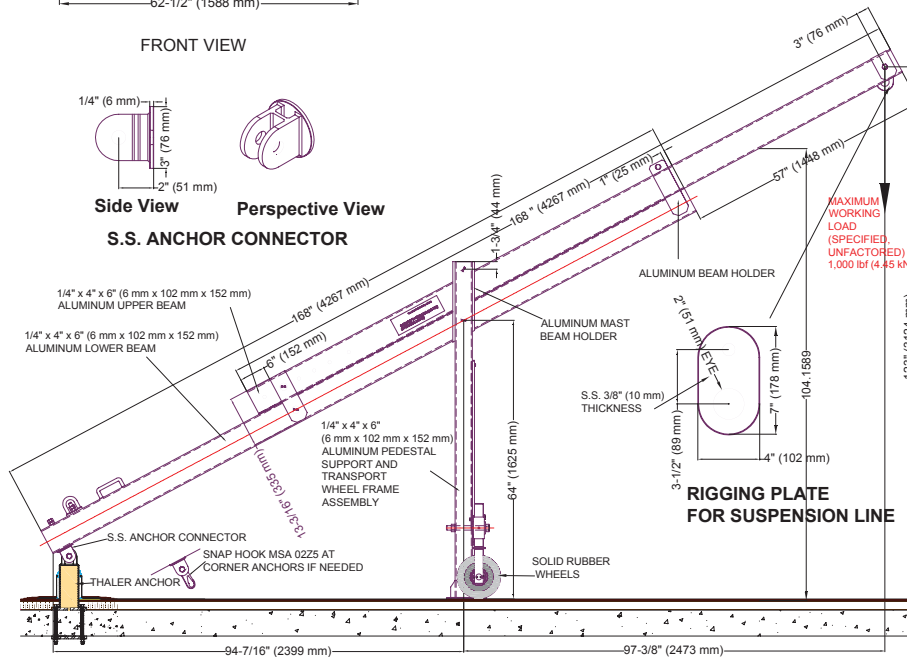 62-1/2" (1588 mm)
FRONT VIEW
3" (76 mm)
1/4" (6 mm)
3" (76 mm)
2" (51 mm)
Side View
Perspective View
S.S. ANCHOR CONNECTOR
168" (4267 mm)
1" (25 mm)
57" (1448 mm)
1-3/4" (44 mm)
MAXIMUM
WORKING
LOAD
(SPECIFIED,
UNFACTORED)
1,000 lbf (4.45 kN
ALUMINUM BEAM HOLDER
1/4" x 4" x 6" (6 mm x 102 mm x 152 mm)
ALUMINUM UPPER BEAM
168" (4267 mm)
ALUMINUM MAST
BEAM HOLDER
1/4" x 4" x 6" (6 mm x 102 mm x 152 mm)
ALUMINUM LOWER BEAM
6" (152 mm)
2" (51 mm) EYE
S.S. 3/8" (10 mm)
THICKNESS
7" (178 mm)
104.1589
3-1/2" (89 mm)
4" (102 mm)
1/4" x 4" x 6"
(6 mm x 102 mm x 152 mm)
ALUMINUM PEDESTAL
SUPPORT AND
TRANSPORT
WHEEL FRAME
ASSEMBLY
64" (1625 mm)
13-3/16" (335 mm)
RIGGING PLATE
FOR SUSPENSION LINE
S.S. ANCHOR CONNECTOR
SNAP HOOK MSA 02Z5 AT
CORNER ANCHORS IF NEEDED
THALER ANCHOR
SOLID RUBBER
WHEELS
94-7/16" (2399 mm)
97-3/8" (2473 mm)